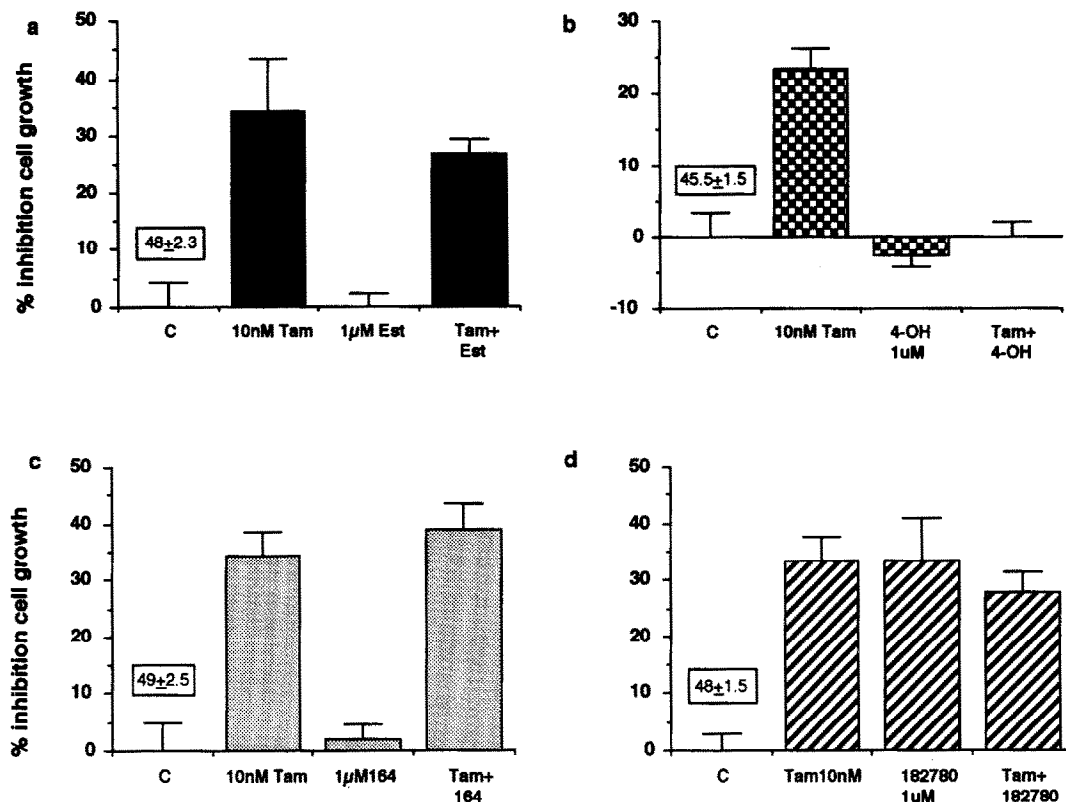 a
% inhibition cell growth
50
40
30
20
10
0
48±2.3
C
10nM Tam
1µM Est
Tam+
Est
b
30
20
10
0
-10
45.5±1.5
C
10nM Tam
4-OH
1uM
Tam+
4-OH
c
% inhibition cell growth
50
40
30
20
10
0
49±2.5
C
10nM Tam
1µM164
Tam+
164
d
50
40
30
20
10
0
48±1.5
C
Tam10nM
182780
1uM
Tam+
182780